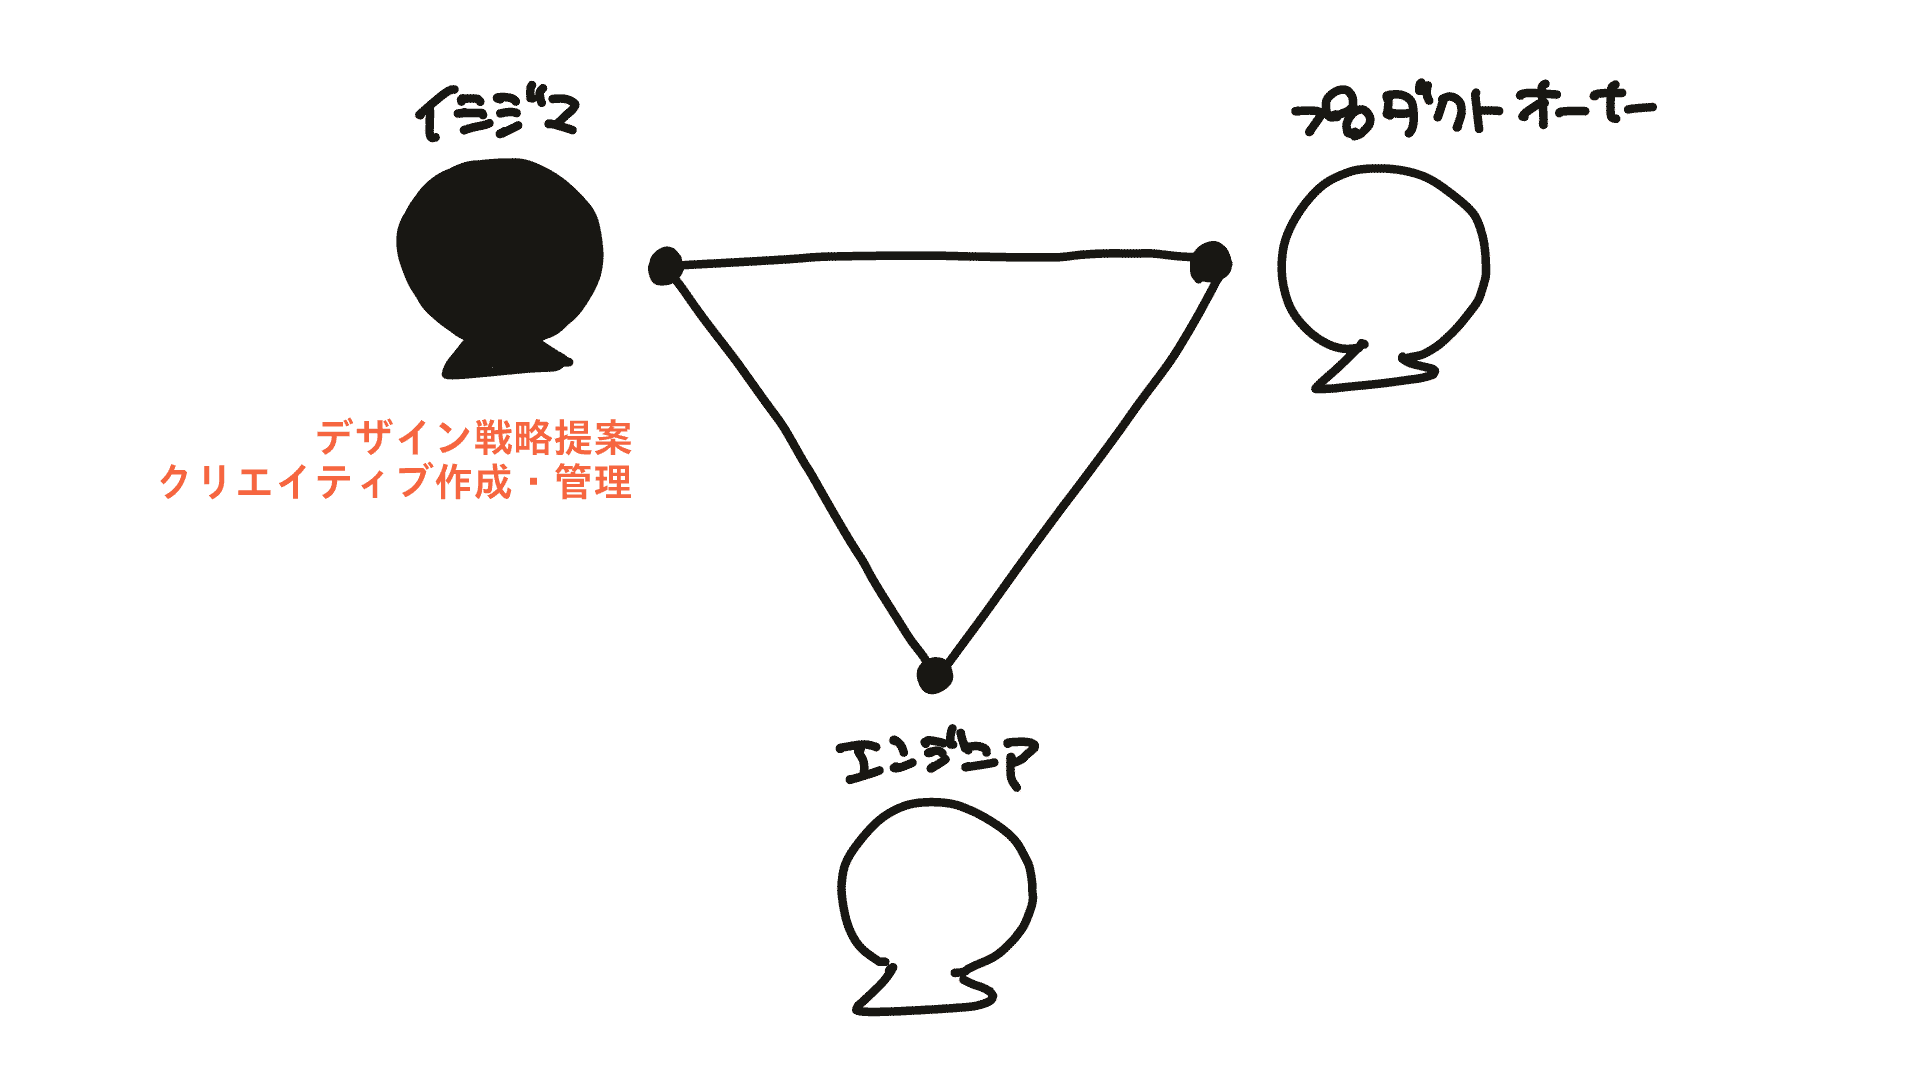 イミジマ
プロダクトオーナー
デザイン戦略提案
クリエイティブ作成・管理
エンジニア